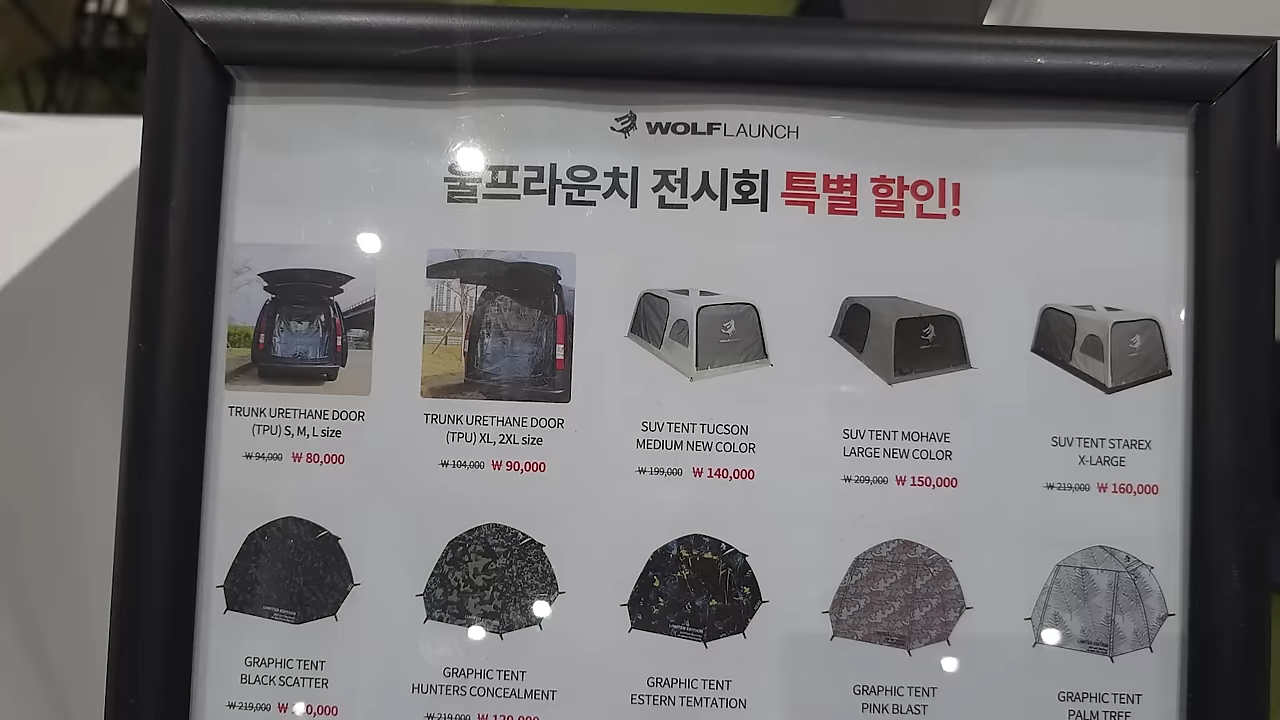 WOLFLAUNCH
울프라운치 전시회 특별 할인!
TRUNK URETHANE DOOR
(TPU) S, M, L size
₩ 94,000 ₩ 80,000
TRUNK URETHANE DOOR
(TPU) XL, 2XL size
₩ 104,000 ₩ 90,000
SUV TENT TUCSON
MEDIUM NEW COLOR
₩ 199,000 ₩ 140,000
SUV TENT MOHAVE
LARGE NEW COLOR
₩ 209,000 ₩ 150,000
SUV TENT STAREX
X-LARGE
₩ 219,000 ₩ 160,000
GRAPHIC TENT
BLACK SCATTER
₩ 219,000
GRAPHIC TENT
HUNTERS CONCEALMENT
₩ 219,000 ₩ 120,000
GRAPHIC TENT
ESTERN TEMTATION
GRAPHIC TENT
PINK BLAST
GRAPHIC TENT
PALM TREE